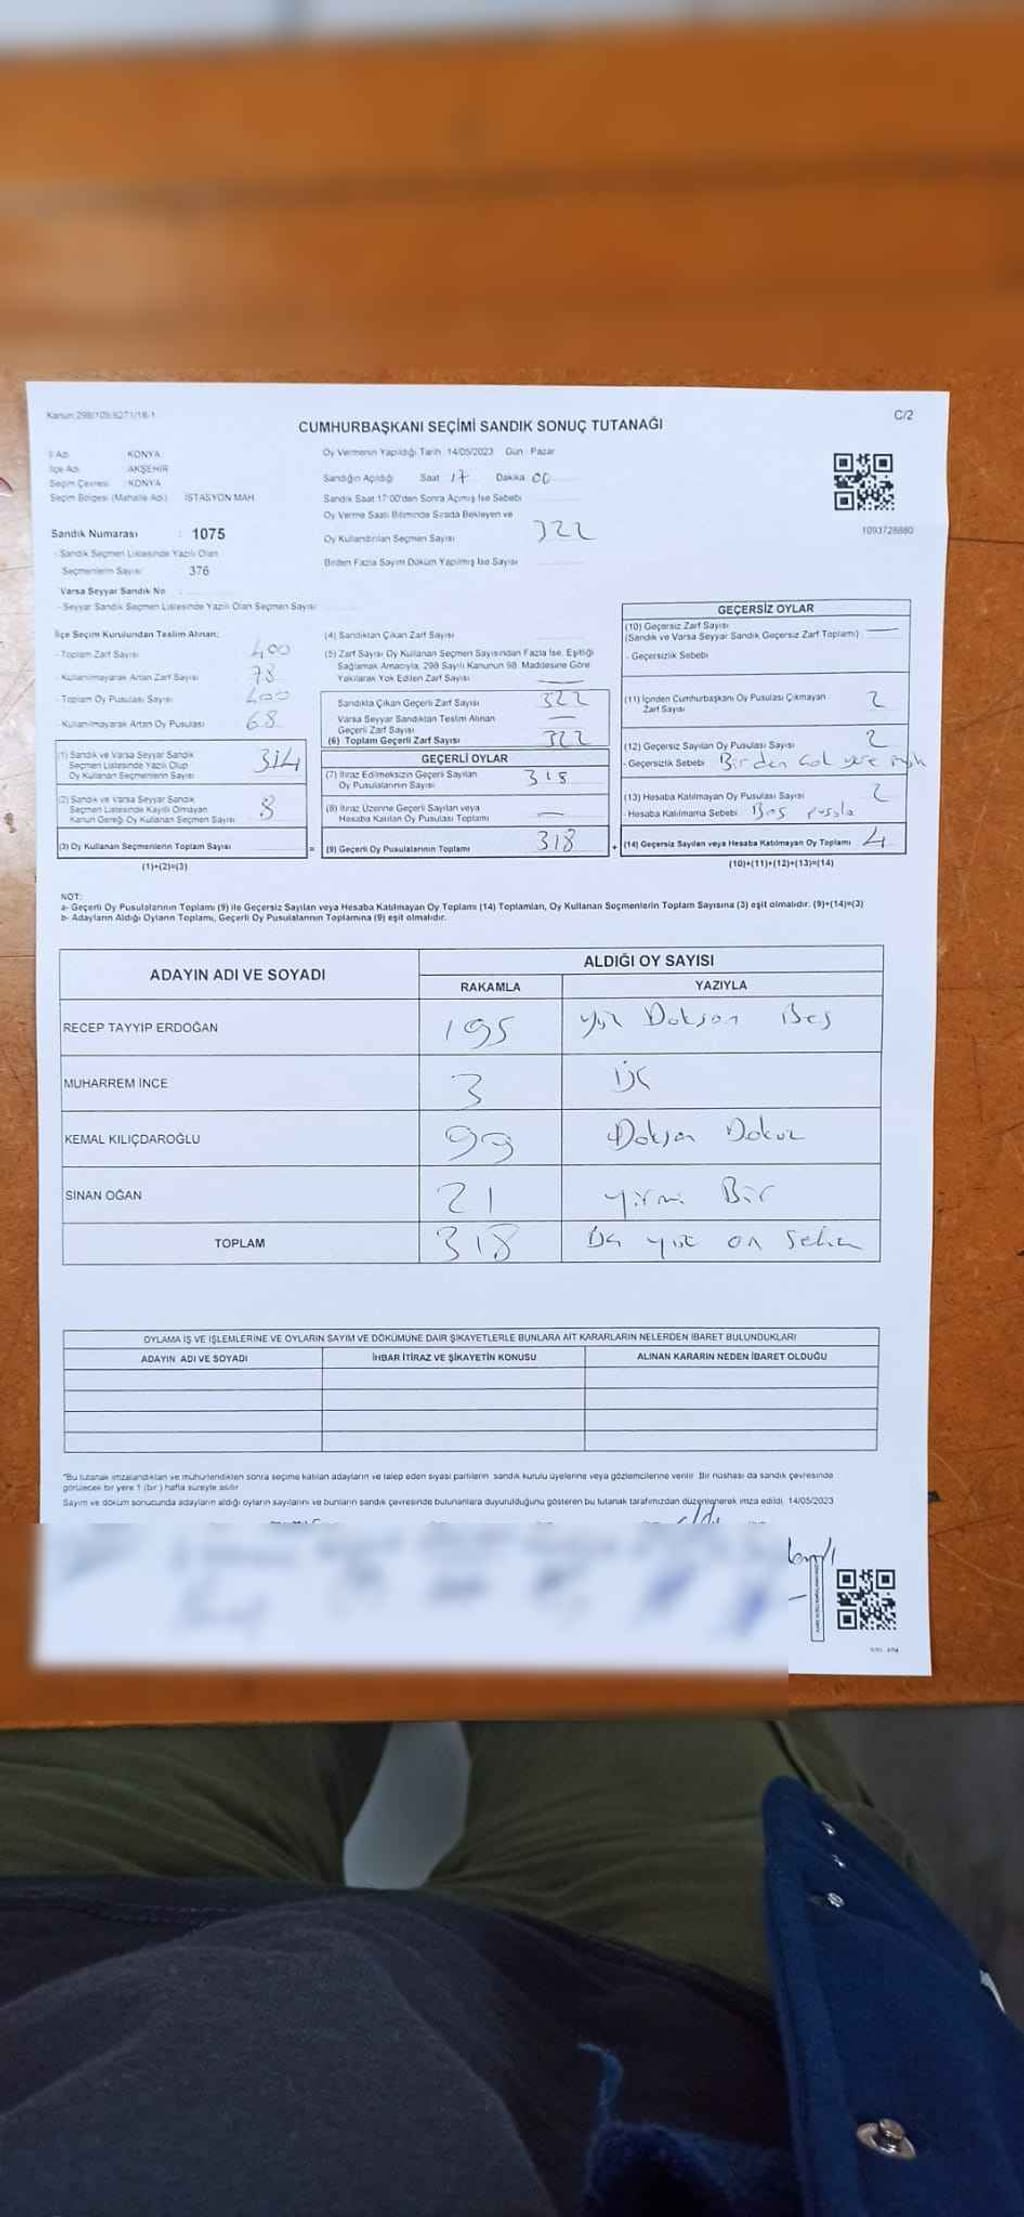 Kanun:298/105-6271/18-1
C/2
CUMHURBAŞKANI SEÇİMİ SANDIK SONUÇ TUTANAĞI
İl Adı KONYA
İlçe Adı AKŞEHİR
Seçim Çevresi KONYA
Seçim Bölgesi (Mahalle Adı) İSTASYON MAH
Sandık Numarası : 1075
- Sandık Seçmen Listesinde Yazılı Olan
Seçmenlerin Sayısı 376
Varsa Seyyar Sandık No
- Seyyar Sandık Seçmen Listesinde Yazılı Olan Seçmen Sayısı
Oy Vermenin Yapıldığı Tarih 14/05/2023 Gün Pazar
Sandığın Açıldığı Saat 17 Dakika 00
Sandık Saat 17:00'den Sonra Açılmış İse Sebebi
Oy Verme Saati Bitiminde Sırada Bekleyen ve
Oy Kullandırılan Seçmen Sayısı 322
Birden Fazla Sayım Döküm Yapılmış İse Sayısı
1093728880
İlçe Seçim Kurulundan Teslim Alınan;
- Toplam Zarf Sayısı 400
- Kullanılmayarak Artan Zarf Sayısı 78
- Toplam Oy Pusulası Sayısı 400
- Kullanılmayarak Artan Oy Pusulası 68
(1) Sandık ve Varsa Seyyar Sandık
Seçmen Listesinde Yazılı Olup
Oy Kullanan Seçmenlerin Sayısı 314
(2) Sandık ve Varsa Seyyar Sandık
Seçmen Listesinde Kayıtlı Olmayan
Kanun Gereği Oy Kullanan Seçmen Sayısı 8
(3) Oy Kullanan Seçmenlerin Toplam Sayısı
(1)+(2)=(3)
(4) Sandıktan Çıkan Zarf Sayısı
(5) Zarf Sayısı Oy Kullanan Seçmen Sayısından Fazla İse, Eşitliği
Sağlamak Amacıyla, 298 Sayılı Kanunun 98. Maddesine Göre
Yakılarak Yok Edilen Zarf Sayısı —
Sandıkta Çıkan Geçerli Zarf Sayısı 322
Varsa Seyyar Sandıktan Teslim Alınan
Geçerli Zarf Sayısı —
(6) Toplam Geçerli Zarf Sayısı 322
GEÇERLİ OYLAR
(7) İtiraz Edilmeksizin Geçerli Sayılan
Oy Pusulalarının Sayısı 318
(8) İtiraz Üzerine Geçerli Sayılan veya
Hesaba Katılan Oy Pusulası Toplamı —
= (9) Geçerli Oy Pusulalarının Toplamı 318
GEÇERSİZ OYLAR
(10) Geçersiz Zarf Sayısı
(Sandık ve Varsa Seyyar Sandık Geçersiz Zarf Toplamı) —
- Geçersizlik Sebebi
(11) İçinden Cumhurbaşkanı Oy Pusulası Çıkmayan
Zarf Sayısı 2
(12) Geçersiz Sayılan Oy Pusulası Sayısı 2
- Geçersizlik Sebebi Birden
(13) Hesaba Katılmayan Oy Pusulası Sayısı 2
- Hesaba Katılmama Sebebi Boş pusula
+ (14) Geçersiz Sayılan veya Hesaba Katılmayan Oy Toplamı 4
(10)+(11)+(12)+(13)=(14)
NOT:
a- Geçerli Oy Pusulalarının Toplamı (9) ile Geçersiz Sayılan veya Hesaba Katılmayan Oy Toplamı (14) Toplamları, Oy Kullanan Seçmenlerin Toplam Sayısına (3) eşit olmalıdır. (9)+(14)=(3)
b- Adayların Aldığı Oyların Toplamı, Geçerli Oy Pusulalarının Toplamına (9) eşit olmalıdır.
ADAYIN ADI VE SOYADI
ALDIĞI OY SAYISI
RAKAMLA YAZIYLA
RECEP TAYYİP ERDOĞAN 195 Yüz Doksan Beş
MUHARREM İNCE 3 Üç
KEMAL KILIÇDAROĞLU 99 Doksan Dokuz
SİNAN OĞAN 21 Yirmi Bir
TOPLAM 318 Üç yüz on Sekiz
OYLAMA İŞ VE İŞLEMLERİNE VE OYLARIN SAYIM VE DÖKÜMÜNE DAİR ŞİKAYETLERLE BUNLARA AİT KARARLARIN NELERDEN İBARET BULUNDUKLARI
ADAYIN ADI VE SOYADI İHBAR İTİRAZ VE ŞİKAYETİN KONUSU ALINAN KARARIN NEDEN İBARET OLDUĞU
*Bu tutanak imzalandıktan ve mühürlendikten sonra seçime katılan adayların ve talep eden siyasi partilerin sandık kurulu üyelerine veya gözlemcilerine verilir. Bir nüshası da sandık çevresinde
görülecek bir yere 1 (bir) hafta süreyle asılır.
Sayım ve döküm sonucunda adayların aldığı oyların sayılarını ve bunların sandık çevresinde bulunanlara duyurulduğunu gösteren bu tutanak tarafımızdan düzenlenerek imza edildi. 14/05/2023